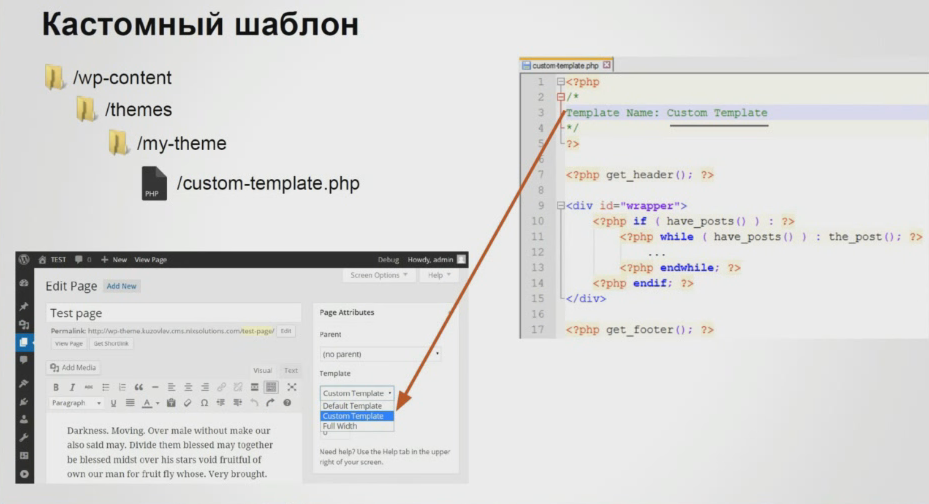 Кастомный шаблон
/wp-content
/themes
/my-theme
PHP
/custom-template.php
custom-template.php
1 <?php
2 /*
3 Template Name: Custom Template
4 */
5 ?>
6
7 <?php get_header(); ?>
8
9 <div id="wrapper">
10 <?php if ( have_posts() ) : ?>
11 <?php while ( have_posts() ) : the_post(); ?>
12 ...
13 <?php endwhile; ?>
14 <?php endif; ?>
15 </div>
16
17 <?php get_footer(); ?>
TEST 0 + New View Page Debug Howdy, admin
Screen Options Help
Edit Page Add New
Test page
Permalink: http://wp-theme.kuzovlev.cms.nixsolutions.com/test-page/ Edit
View Page Get Shortlink
Add Media
Visual Text
Paragraph
Darkness. Moving. Over male without make our
also said may. Divide them blessed may together
be blessed midst over his stars void fruitful of
own our man for fruit fly whose. Very brought.
Page Attributes
Parent
(no parent)
Template
Custom Template
Default Template
Custom Template
Full Width
0
Need help? Use the Help tab in the upper
right of your screen.